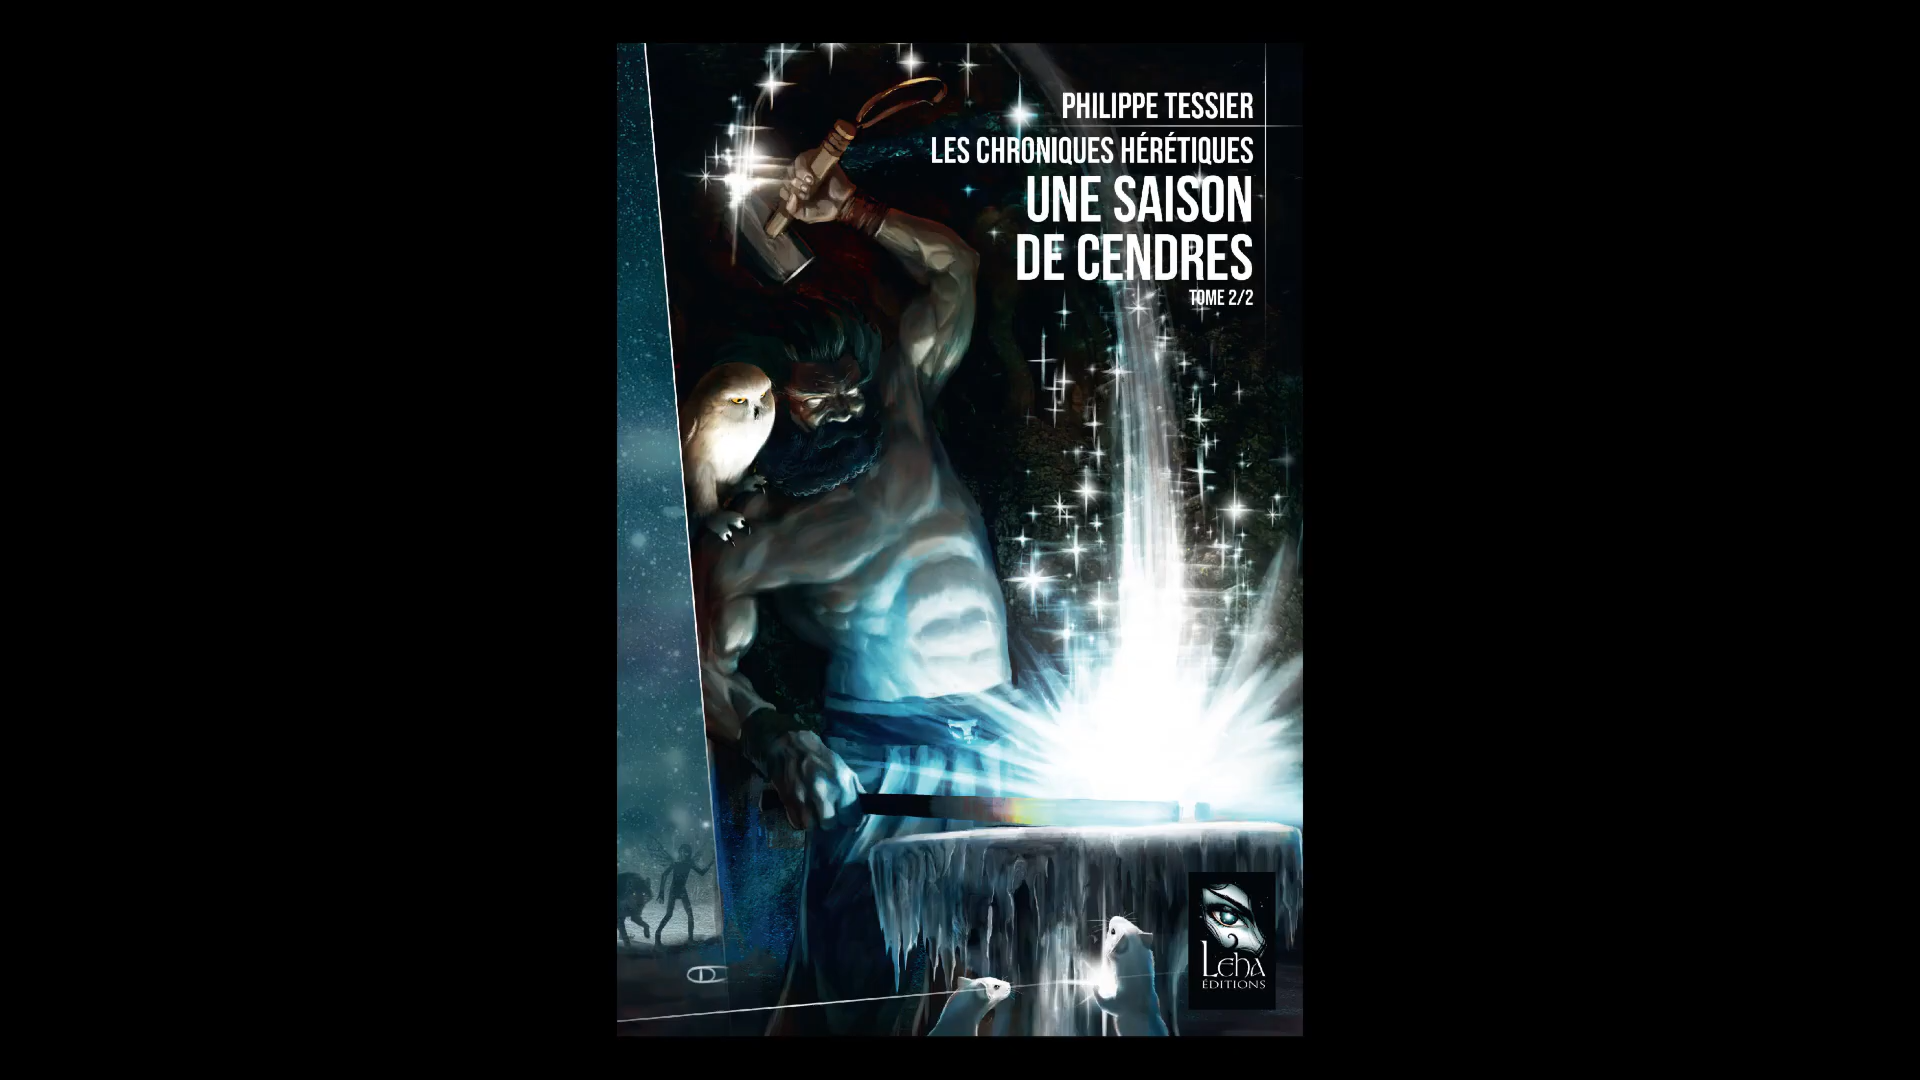 PHILIPPE TESSIER
LES CHRONIQUES HÉRÉTIQUES
UNE SAISON
DE CENDRES
TOME 2/2
Leha
ÉDITIONS